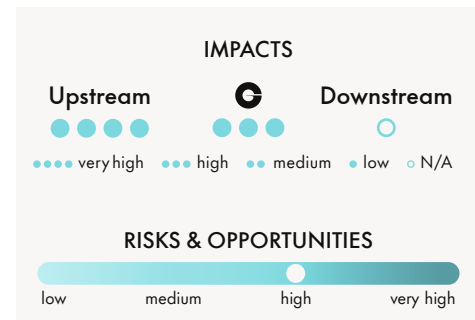 IMPACTS
Upstream Downstream
very high high medium low N/A
RISKS & OPPORTUNITIES
low medium high very high